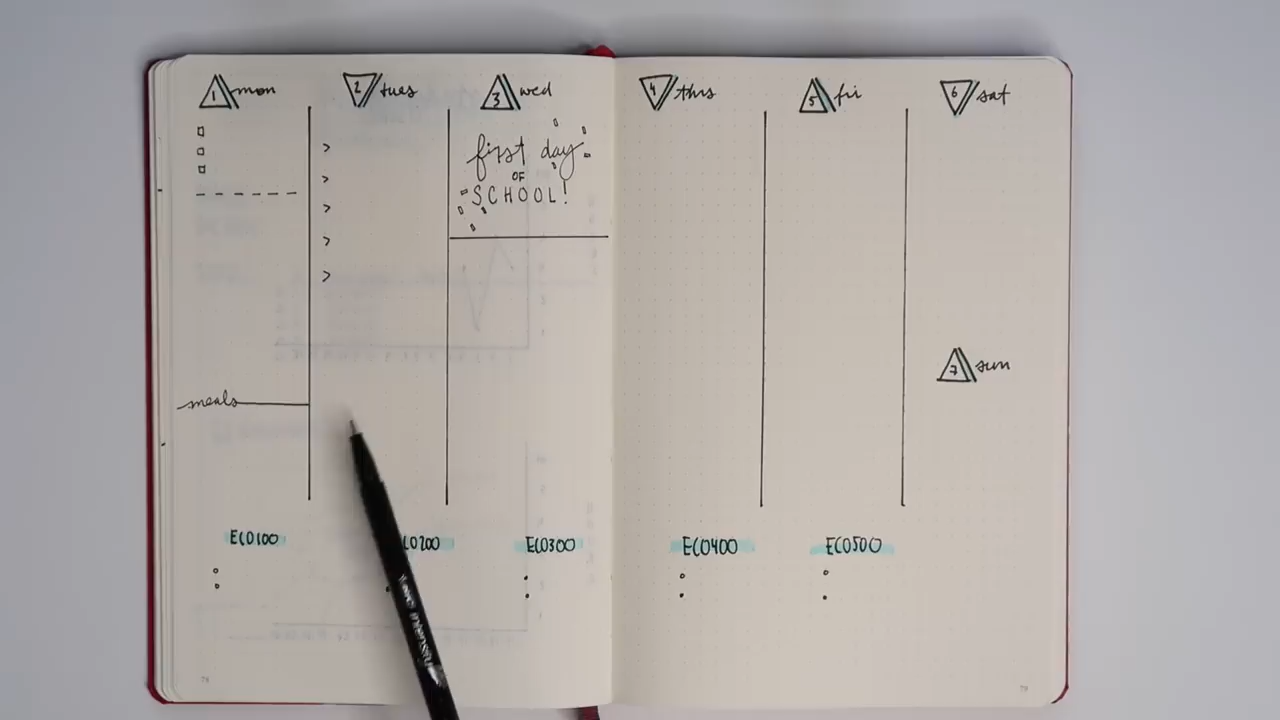 1 mon
2 tues
3 wed
4 thrs
5 fri
6 sat
first day
OF
SCHOOL!
7 sun
meals
ECO100
CO200
ECO300
ECO400
ECO500